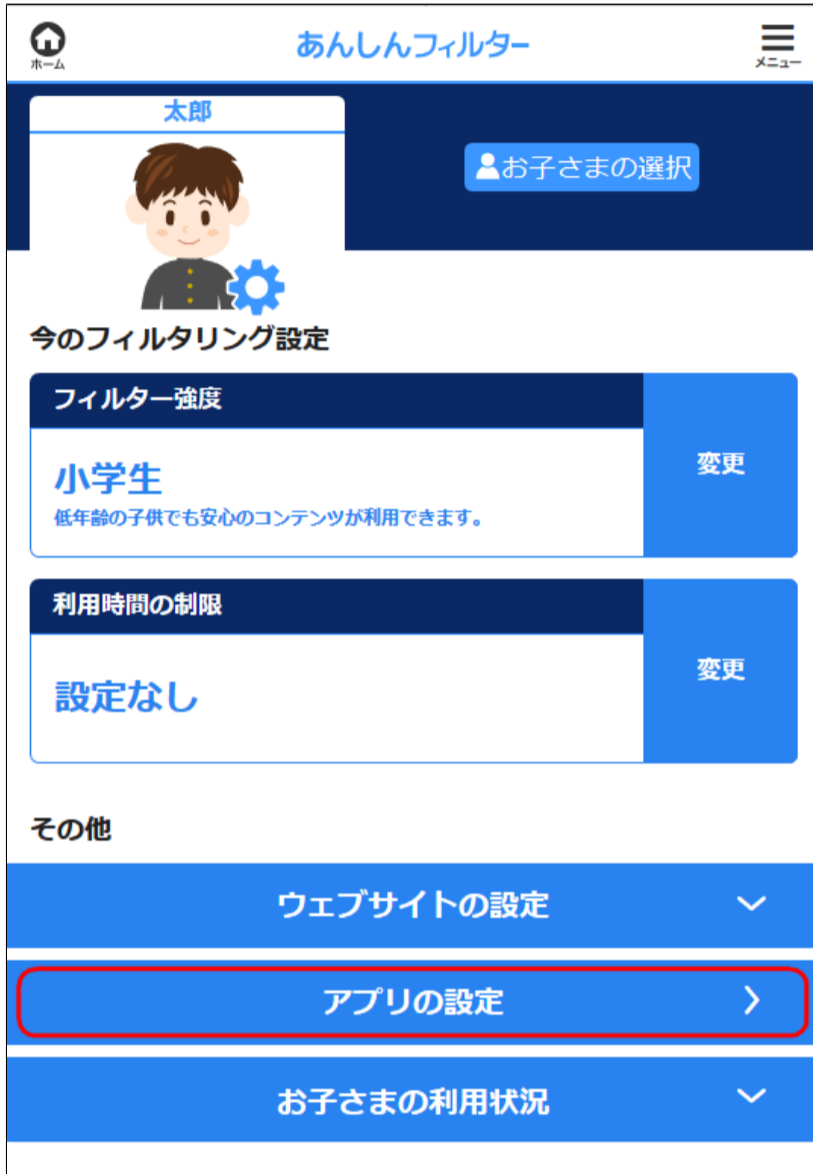 ホーム
あんしんフィルター
メニュー
太郎
お子さまの選択
今のフィルタリング設定
フィルター強度
小学生
低年齢の子供でも安心のコンテンツが利用できます。
変更
利用時間の制限
設定なし
変更
その他
ウェブサイトの設定
アプリの設定
お子さまの利用状況